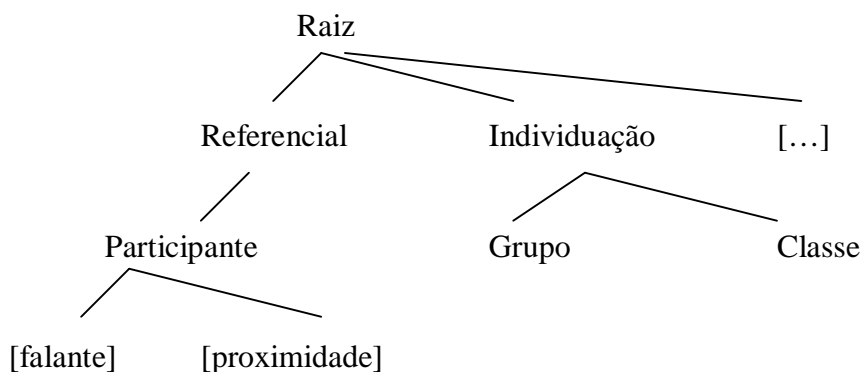 Raiz
Referencial Individuação […]
Participante Grupo Classe
[falante] [proximidade]